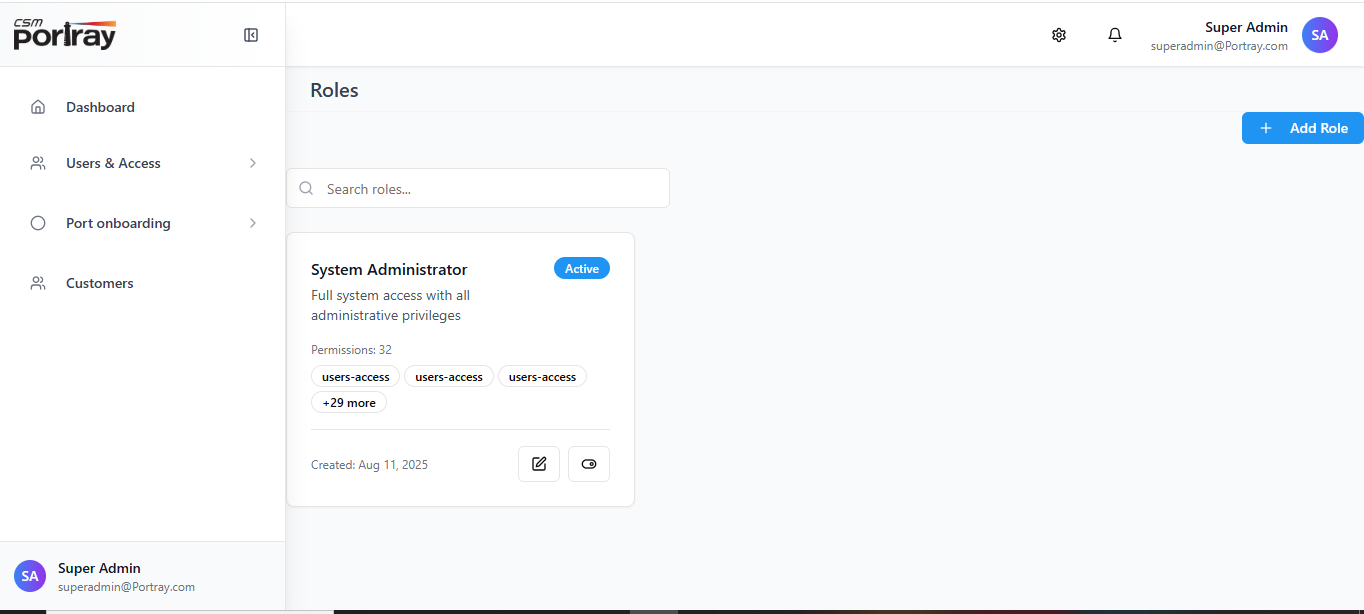 CSM
portray
Super Admin
superadmin@Portray.com
SA
Dashboard
Users & Access
Port onboarding
Customers
Roles
Add Role
Search roles...
System Administrator
Active
Full system access with all
administrative privileges
Permissions: 32
users-access users-access users-access
+29 more
Created: Aug 11, 2025
SA
Super Admin
superadmin@Portray.com